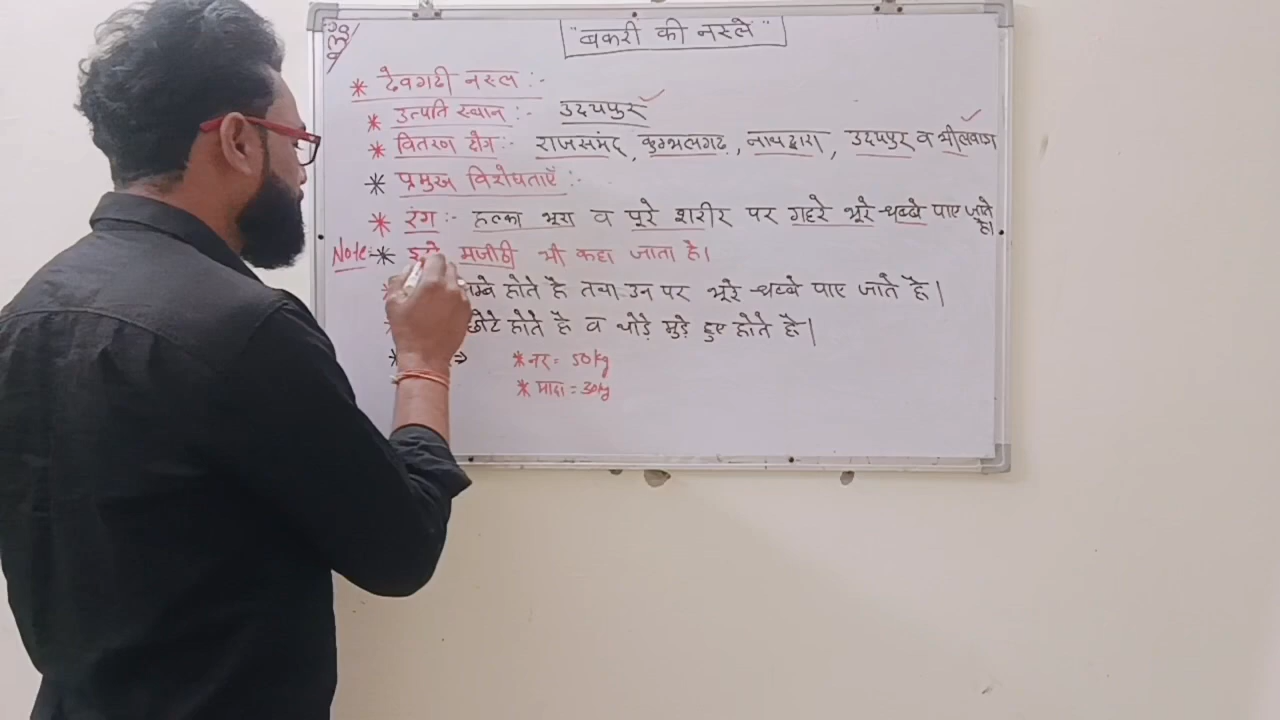 "बकरी की नस्ले"
* देवगढी नस्ल :-
* उत्पति स्थान :- उदयपुर
* वितरण क्षेत्र :- राजसमंद, कुम्भलगढ, नाथद्वारा, उदयपुर व भीलवाडा
* प्रमुख विशेषताएँ :-
* रंग :- हल्का भूरा व पूरे शरीर पर गहरे भूरे धब्बे पाए जाते है।
Note:- * इसे मजीठी भी कहा जाता है।
लम्बे होते है तथा उन पर भूरे धब्बे पाए जाते है।
छोटे होते है व थोड़े मुड़े हुए होते है।
* नर = 50kg
* मादा = 30kg